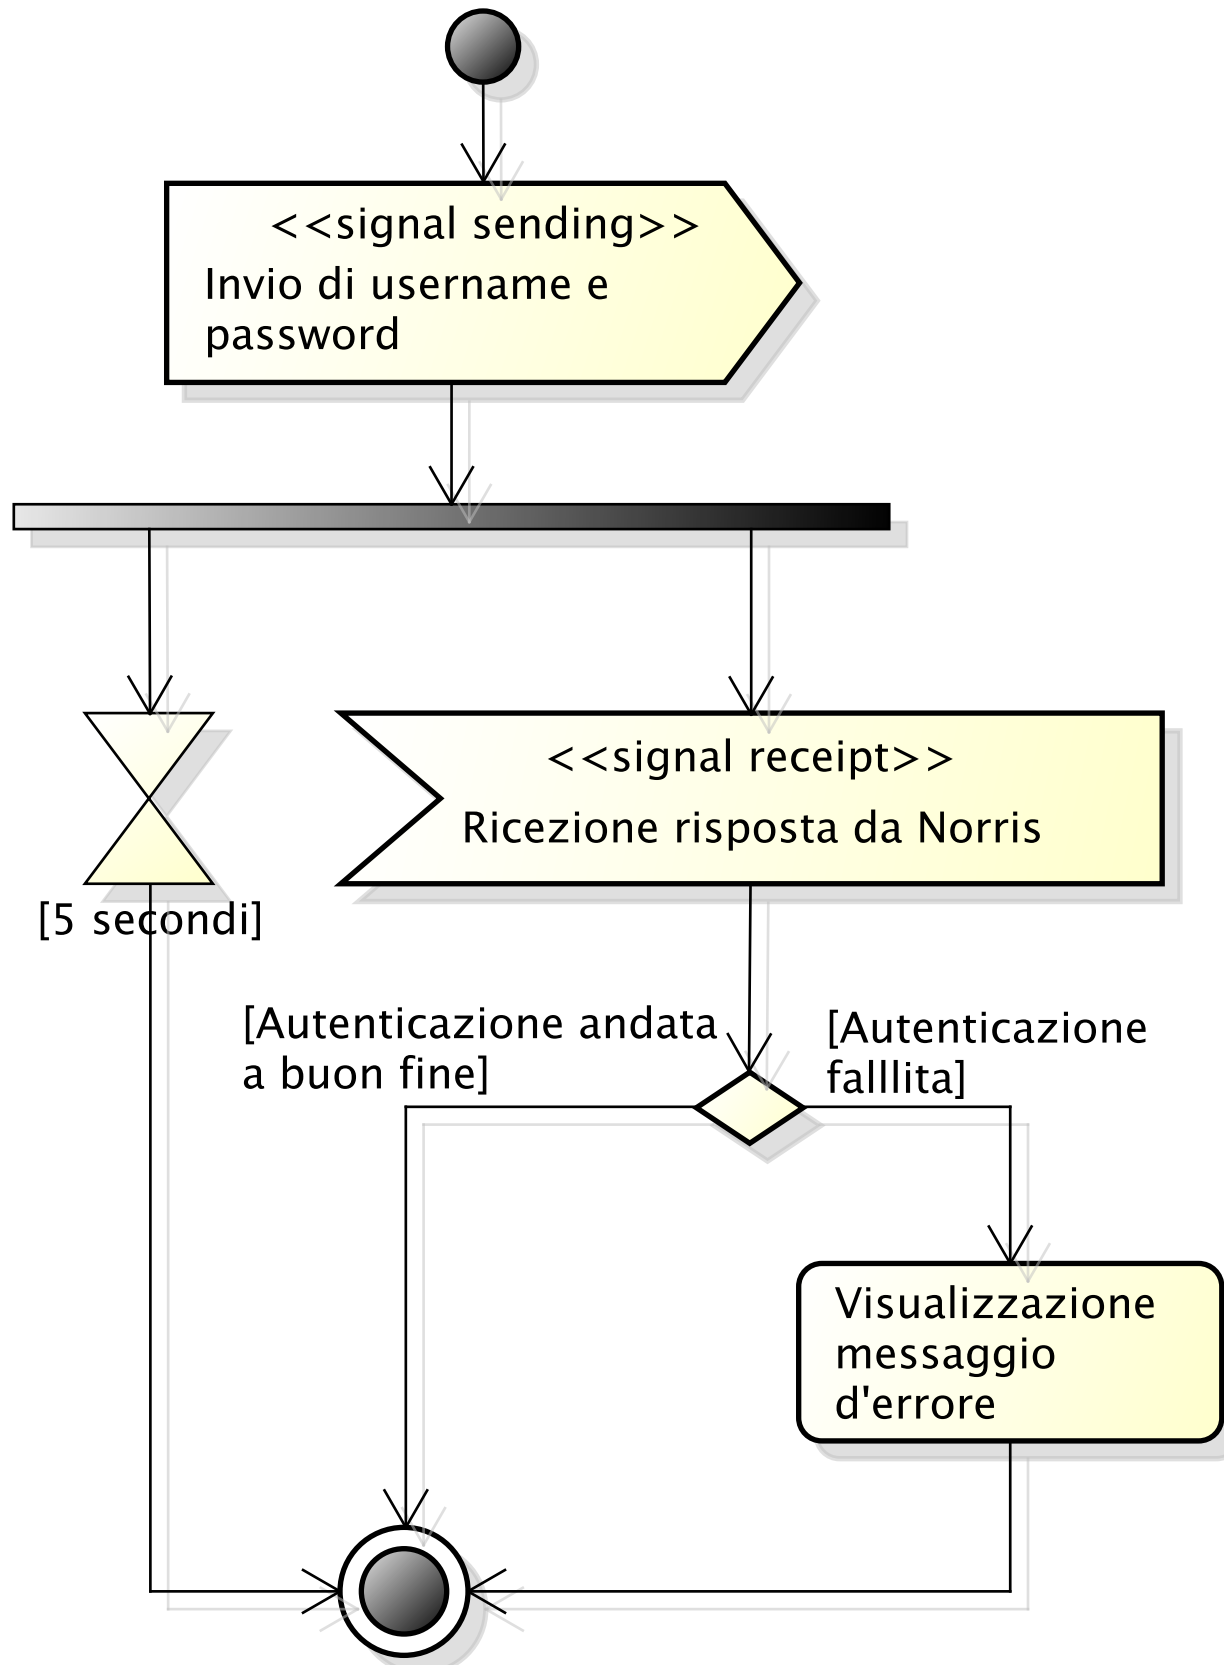 <<signal sending>>
Invio di username e
password
<<signal receipt>>
Ricezione risposta da Norris
[5 secondi]
[Autenticazione andata
a buon fine]
[Autenticazione
falllita]
Visualizzazione
messaggio
d'errore